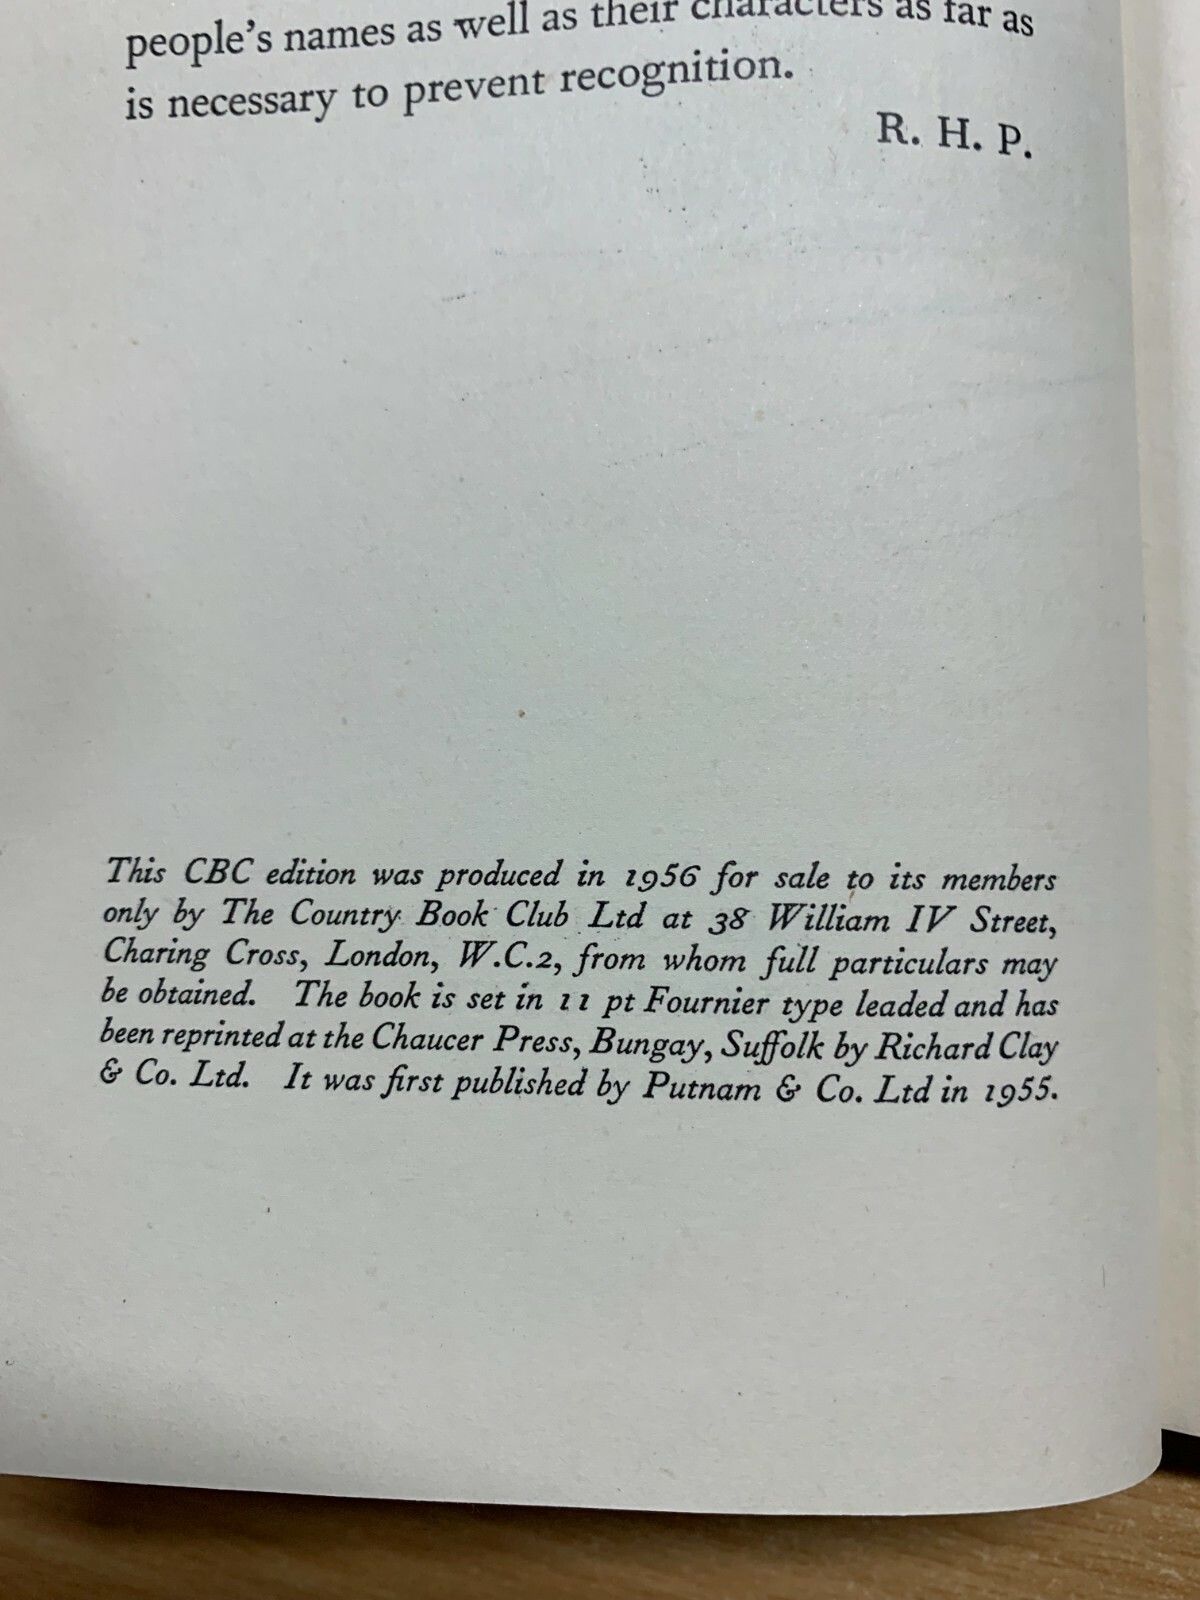 people's names as well as their characters as far as
is necessary to prevent recognition.
R. H. P.
This CBC edition was produced in 1956 for sale to its members
only by The Country Book Club Ltd at 38 William IV Street,
Charing Cross, London, W.C.2, from whom full particulars may
be obtained. The book is set in 11 pt Fournier type leaded and has
been reprinted at the Chaucer Press, Bungay, Suffolk by Richard Clay
& Co. Ltd. It was first published by Putnam & Co. Ltd in 1955.